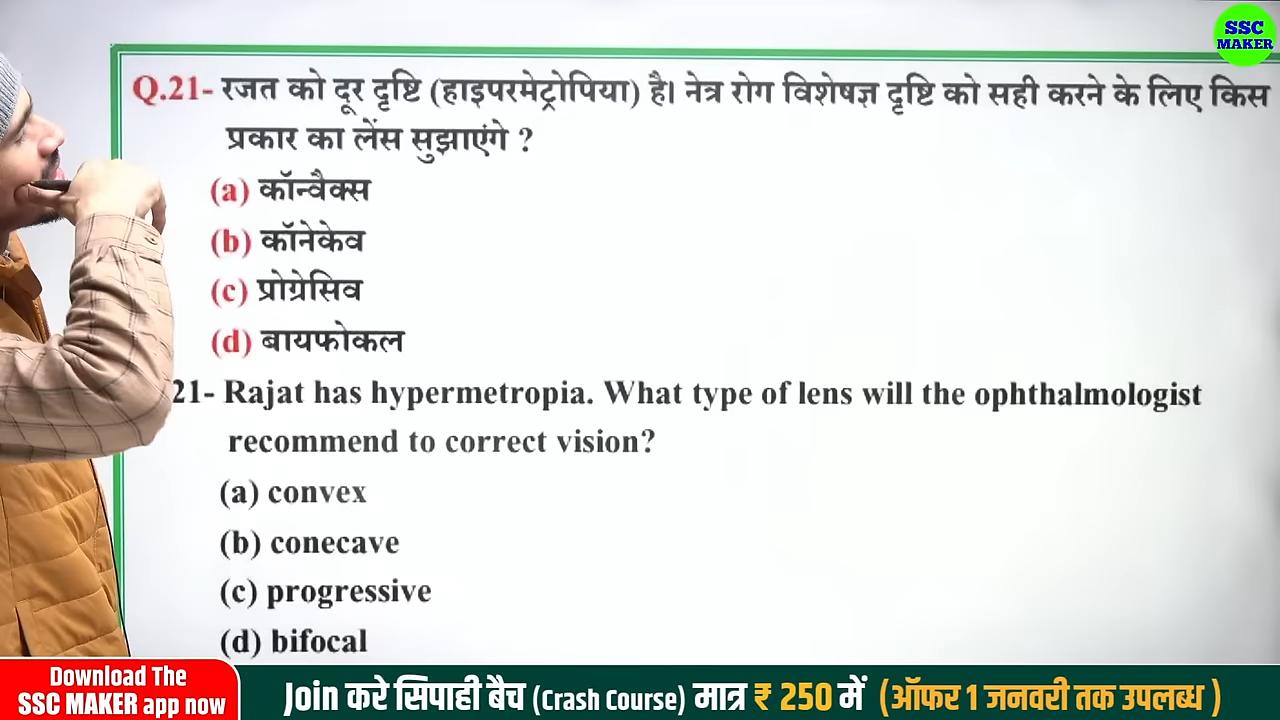 SSC
MAKER
Q.21- रजत को दूर दृष्टि (हाइपरमेट्रोपिया) है। नेत्र रोग विशेषज्ञ दृष्टि को सही करने के लिए किस
प्रकार का लेंस सुझाएंगे ?
(a) कॉन्वैक्स
(b) कॉनेकेव
(c) प्रोग्रेसिव
(d) बायफोकल
21- Rajat has hypermetropia. What type of lens will the ophthalmologist
recommend to correct vision?
(a) convex
(b) conecave
(c) progressive
(d) bifocal
Download The
SSC MAKER app now
Join करे सिपाही बैच (Crash Course) मात्र ₹ 250 में (ऑफर 1 जनवरी तक उपलब्ध )